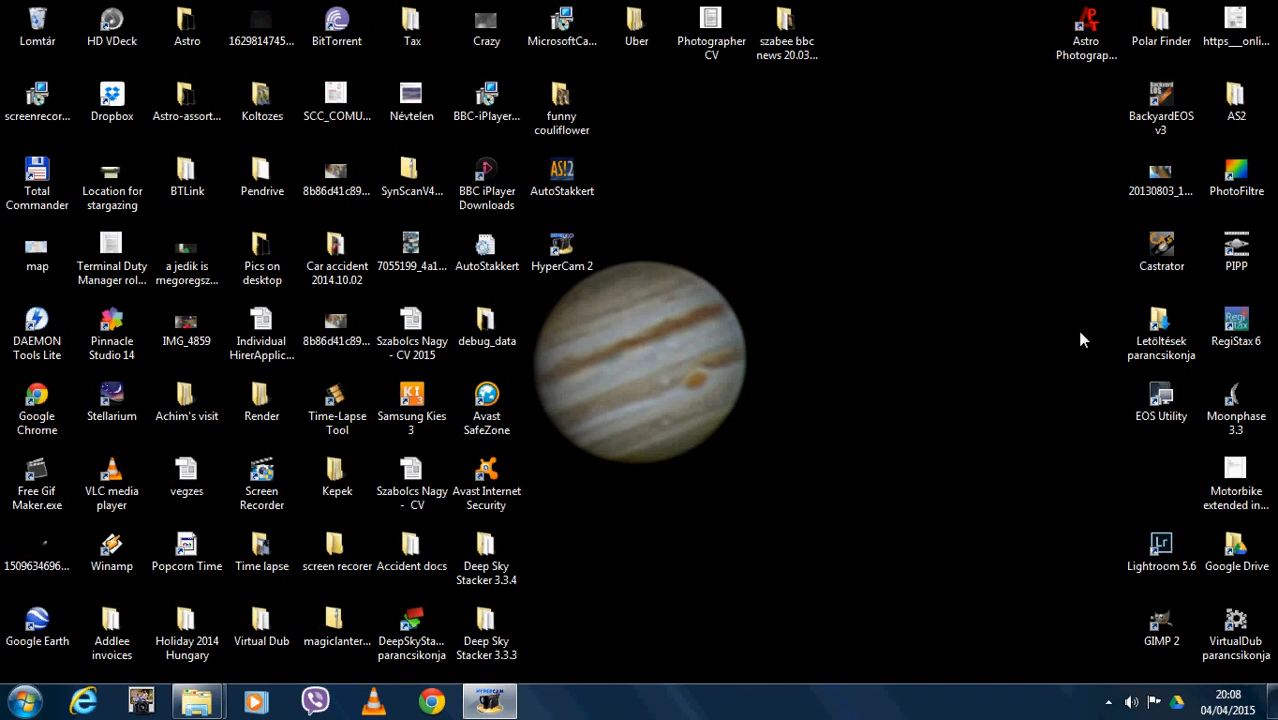 Lomtár
HD VDeck
Astro
1629814745...
BitTorrent
Tax
Crazy
MicrosoftCa...
Uber
Photographer
CV
szabee bbc
news 20.03...
Astro
Photograp...
Polar Finder
https___onli...
screenrecor...
Dropbox
Astro-assort...
Koltozes
SCC_COMU...
Névtelen
BBC-iPlayer...
funny
couliflower
BackyardEOS
v3
AS2
Total
Commander
Location for
stargazing
BTLink
Pendrive
8b86d41c89...
SynScanV4...
BBC iPlayer
Downloads
AS!2
AutoStakkert
20130803_1...
PhotoFiltre
map
Terminal Duty
Manager rol...
a jedik is
megoregsz...
Pics on
desktop
Car accident
2014.10.02
7055199_4a1...
AutoStakkert
HyperCam 2
Castrator
PIPP
DAEMON
Tools Lite
Pinnacle
Studio 14
IMG_4859
Individual
HirerApplic...
8b86d41c89...
Szabolcs Nagy
- CV 2015
debug_data
Letöltések
parancsikonja
RegiStax 6
Google
Chrome
Stellarium
Achim's visit
Render
Time-Lapse
Tool
Samsung Kies
3
Avast
SafeZone
EOS Utility
Moonphase
3.3
Free Gif
Maker.exe
VLC media
player
vegzes
Screen
Recorder
Kepek
Szabolcs Nagy
- CV
Avast Internet
Security
Motorbike
extended in...
1509634696...
Winamp
Popcorn Time
Time lapse
screen recorer
Accident docs
Deep Sky
Stacker 3.3.4
Lr
Lightroom 5.6
Google Drive
Google Earth
Addlee
invoices
Holiday 2014
Hungary
Virtual Dub
magiclanter...
DeepSkySta...
parancsikonja
Deep Sky
Stacker 3.3.3
GIMP 2
VirtualDub
parancsikonja
HYPERCAM
20:08
04/04/2015